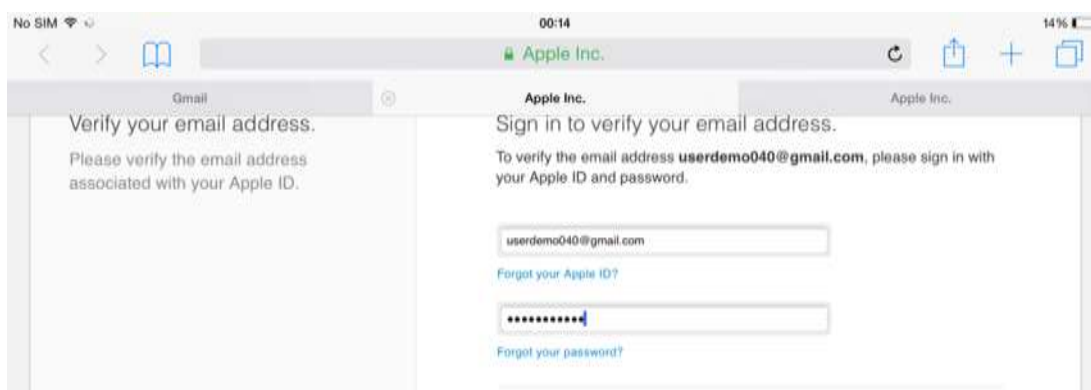 No SIM 00:14 14%
Apple Inc.
Gmail Apple Inc. Apple Inc.
Verify your email address.
Please verify the email address
associated with your Apple ID.
Sign in to verify your email address.
To verify the email address userdemo040@gmail.com, please sign in with
your Apple ID and password.
userdemo040@gmail.com
Forgot your Apple ID?
•••••••••••
Forgot your password?